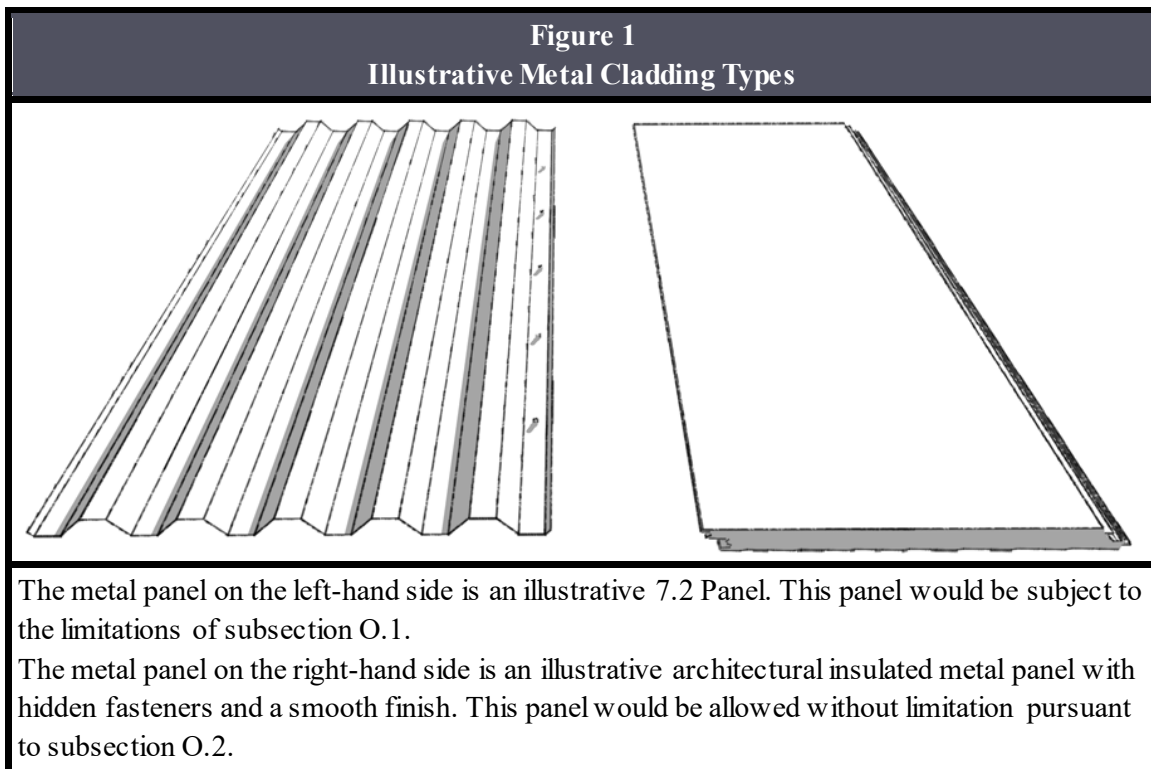 Figure 1
Illustrative Metal Cladding Types
The metal panel on the left-hand side is an illustrative 7.2 Panel. This panel would be subject to
the limitations of subsection O.1.
The metal panel on the right-hand side is an illustrative architectural insulated metal panel with
hidden fasteners and a smooth finish. This panel would be allowed without limitation pursuant
to subsection O.2.